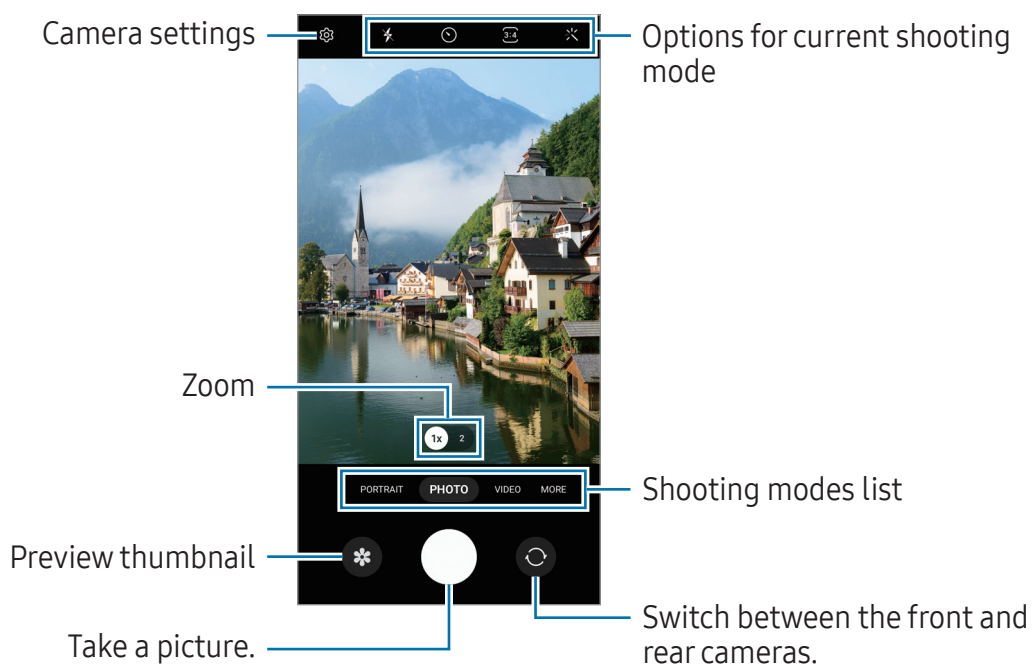 Camera settings
3:4
Options for current shooting
mode
Zoom
1x 2
PORTRAIT PHOTO VIDEO MORE
Shooting modes list
Preview thumbnail
Take a picture.
Switch between the front and
rear cameras.